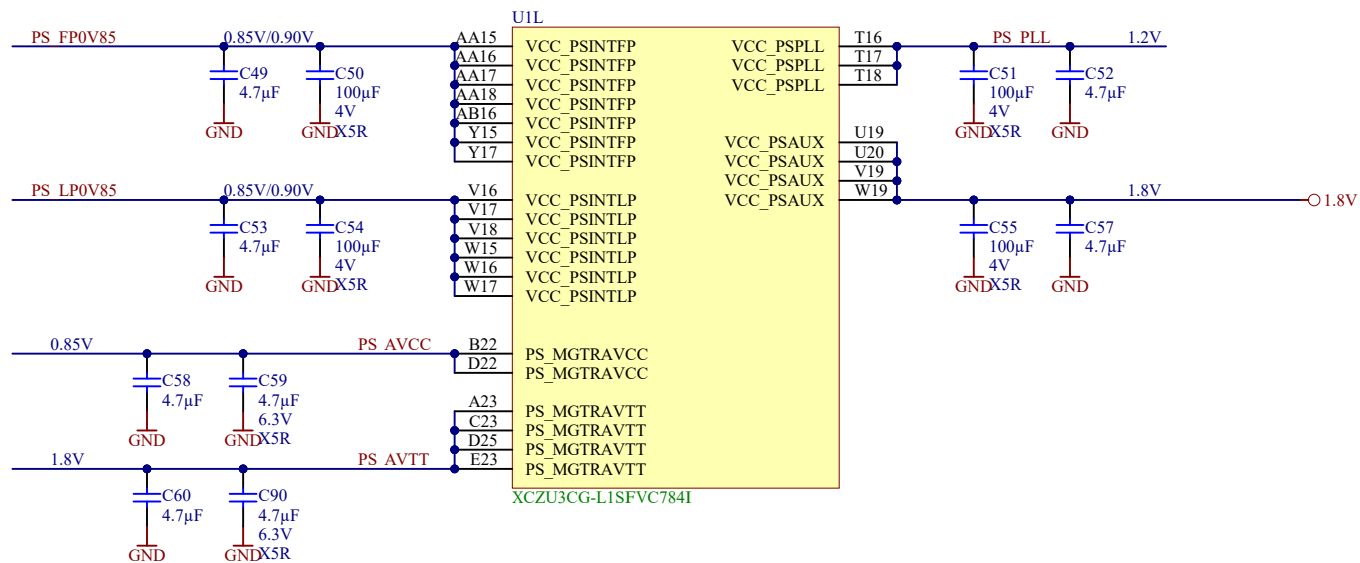 U1L
PS_FP0V85 0.85V/0.90V AA15 VCC_PSINTFP VCC_PSPLL T16 PS_PLL 1.2V
AA16 VCC_PSINTFP VCC_PSPLL T17
C49 C50 AA17 VCC_PSINTFP VCC_PSPLL T18 C51 C52
4.7µF 100µF AA18 VCC_PSINTFP 100µF 4.7µF
4V AB16 VCC_PSINTFP 4V
GND GND X5R Y15 VCC_PSINTFP VCC_PSAUX U19 GND X5R GND
Y17 VCC_PSINTFP VCC_PSAUX U20
VCC_PSAUX V19
PS_LP0V85 0.85V/0.90V V16 VCC_PSINTLP VCC_PSAUX W19 1.8V 1.8V
V17 VCC_PSINTLP
C53 C54 V18 VCC_PSINTLP C55 C57
4.7µF 100µF W15 VCC_PSINTLP 100µF 4.7µF
4V W16 VCC_PSINTLP 4V
GND GND X5R W17 VCC_PSINTLP GND X5R GND
0.85V PS_AVCC B22 PS_MGTRAVCC
D22 PS_MGTRAVCC
C58 C59
4.7µF 4.7µF A23 PS_MGTRAVTT
6.3V C23 PS_MGTRAVTT
GND GND X5R D25 PS_MGTRAVTT
1.8V PS_AVTT E23 PS_MGTRAVTT
C60 C90 XCZU3CG-L1SFVC784I
4.7µF 4.7µF
6.3V
GND GND X5R